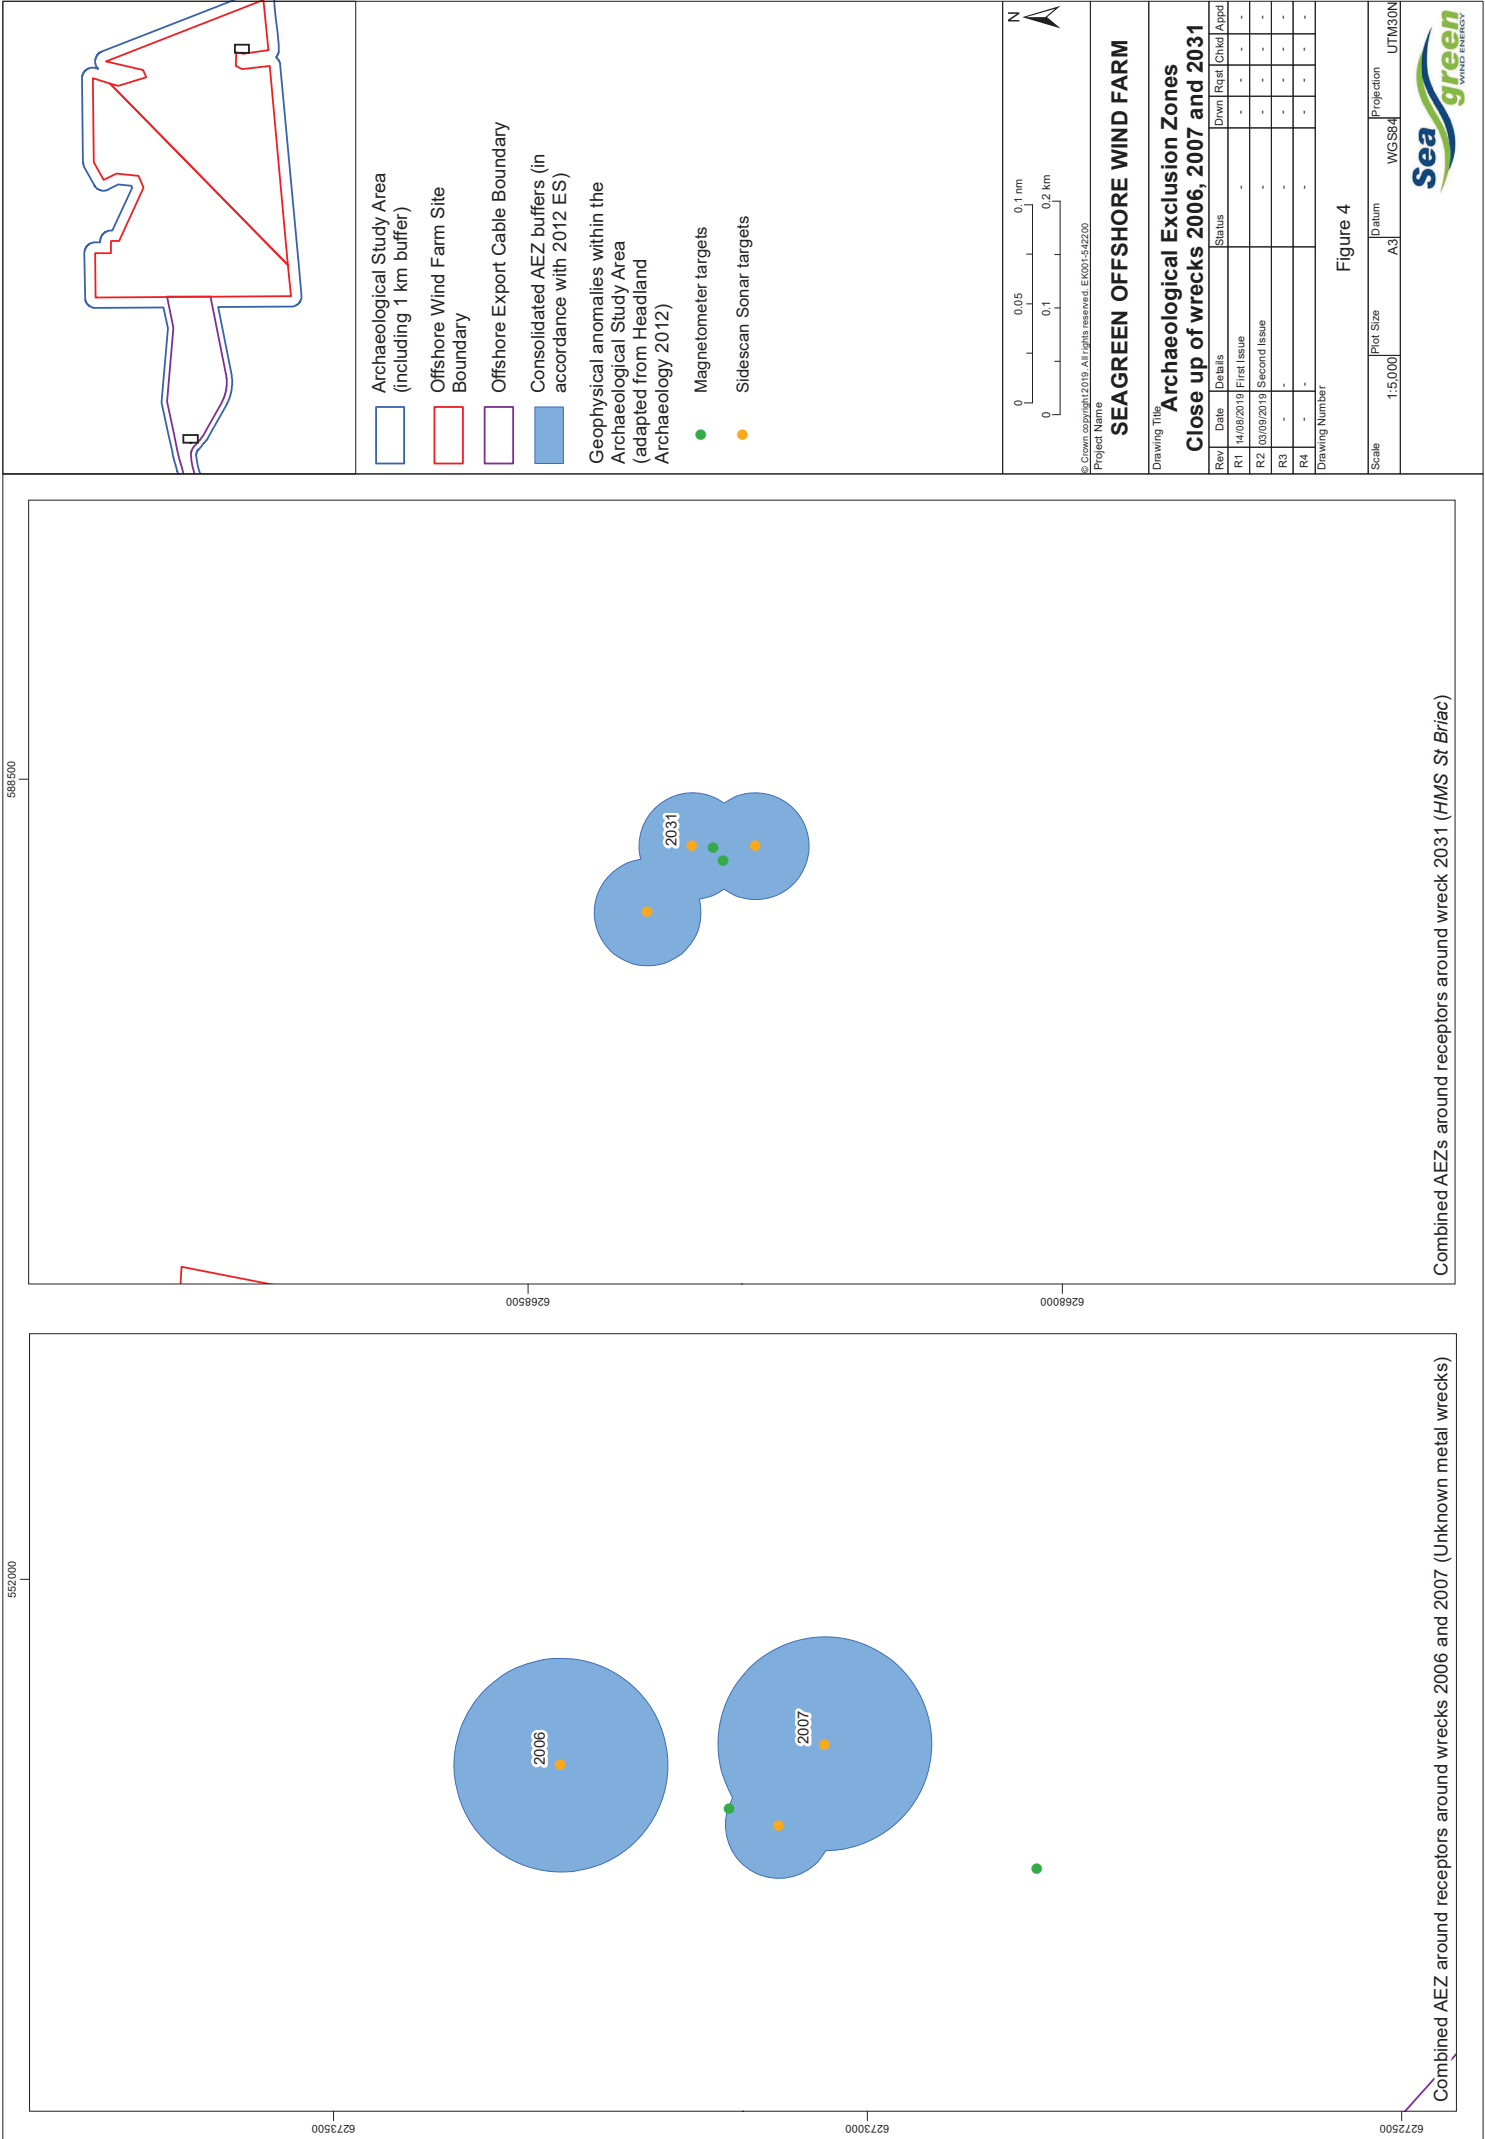 552000
588500
6273500
6273000
6272500
6268500
6268000
2006
2007
2031
Combined AEZ around receptors around wrecks 2006 and 2007 (Unknown metal wrecks)
Combined AEZs around receptors around wreck 2031 (HMS St Briac)
Archaeological Study Area
(including 1 km buffer)
Offshore Wind Farm Site
Boundary
Offshore Export Cable Boundary
Consolidated AEZ buffers (in
accordance with 2012 ES)
Geophysical anomalies within the
Archaeological Study Area
(adapted from Headland
Archaeology 2012)
Magnetometer targets
Sidescan Sonar targets
N
0 0.05 0.1 nm
0 0.1 0.2 km
© Crown copyright 2019. All rights reserved. EK001-542200
Project Name
SEAGREEN OFFSHORE WIND FARM
Drawing Title
Archaeological Exclusion Zones
Close up of wrecks 2006, 2007 and 2031
Rev Date Details Status Drwn Rqst Chkd Appd
R1 14/08/2019 First Issue - - - - -
R2 03/09/2019 Second Issue - - - - -
R3 - - - - - - -
R4 - - - - - - -
Drawing Number
Figure 4
Scale 1:5,000 Plot Size A3 Datum WGS84 Projection UTM30N
Sea
green
WIND ENERGY